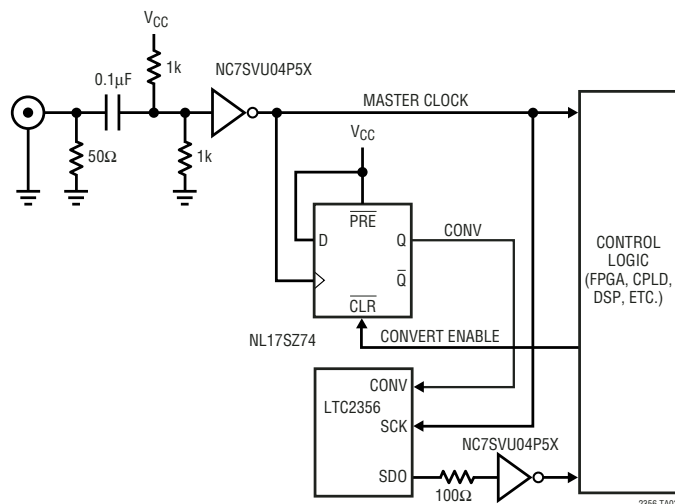 VCC
1k
NC7SVU04P5X
0.1µF
MASTER CLOCK
VCC
50Ω
1k
PRE
D
Q
CONV
Q
CONTROL
LOGIC
(FPGA, CPLD,
DSP, ETC.)
CLR
NL17SZ74
CONVERT ENABLE
CONV
LTC2356
SCK
NC7SVU04P5X
SDO
100Ω